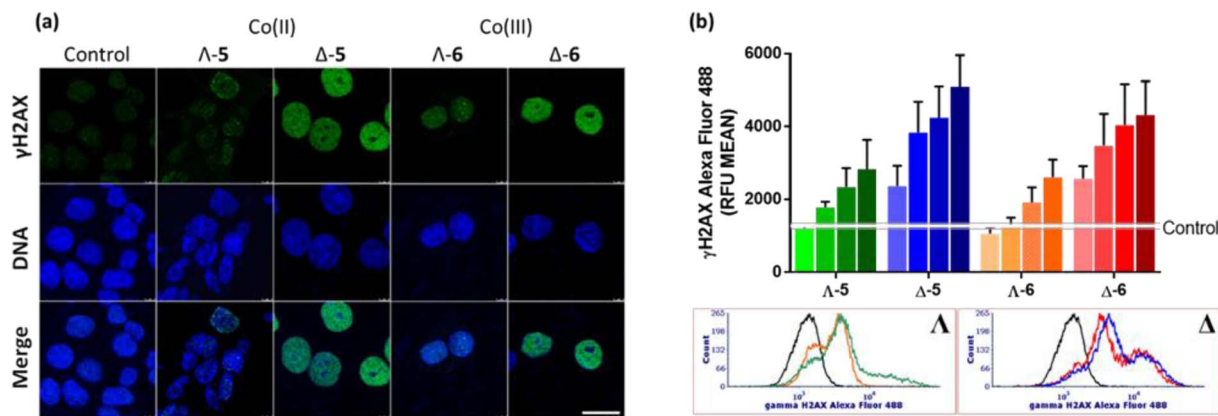 (a)
Co(II)
Co(III)
Control
Λ-5
Δ-5
Λ-6
Δ-6
γH2AX
DNA
Merge
(b)
γH2AX Alexa Fluor 488
(RFU MEAN)
6000
4000
2000
0
Control
Λ-5
Δ-5
Λ-6
Δ-6
Λ
265
198
132
66
0
Count
10³
10⁴
gamma H2AX Alexa Fluor 488
Δ
265
198
132
66
0
Count
10³
10⁴
gamma H2AX Alexa Fluor 488